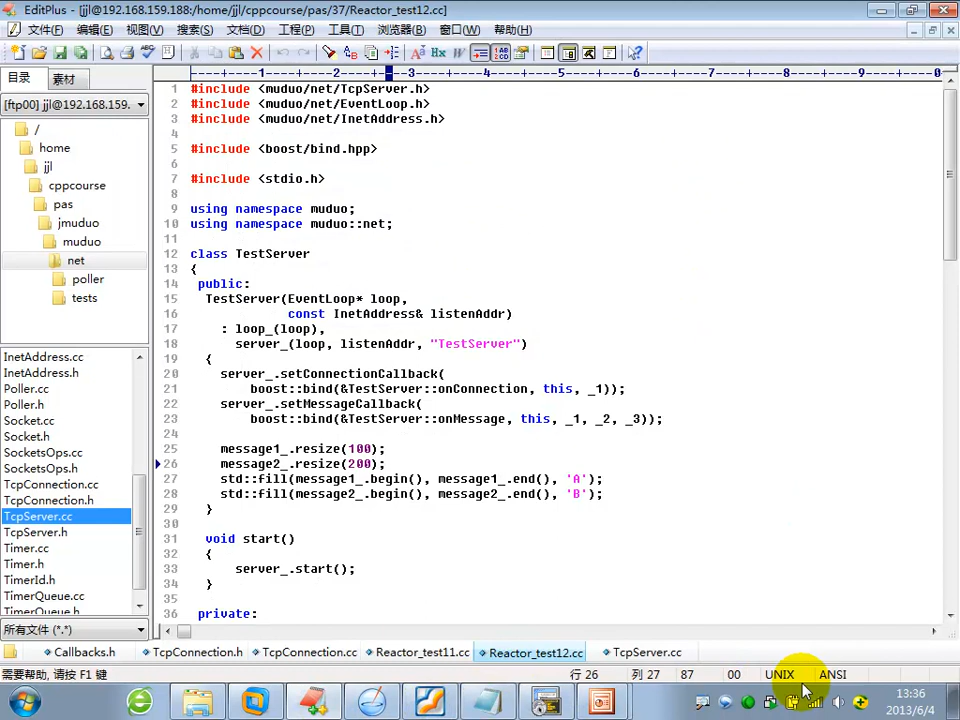 EditPlus - [jjl@192.168.159.188:/home/jjl/cppcourse/pas/37/Reactor_test12.cc]
文件(F) 编辑(E) 视图(V) 搜索(S) 文档(D) 工程(P) 工具(T) 浏览器(B) 窗口(W) 帮助(H)
目录 素材
[ftp00] jjl@192.168.159.
/
home
jjl
cppcourse
pas
jmuduo
muduo
net
poller
tests
InetAddress.cc
InetAddress.h
Poller.cc
Poller.h
Socket.cc
Socket.h
SocketsOps.cc
SocketsOps.h
TcpConnection.cc
TcpConnection.h
TcpServer.cc
TcpServer.h
Timer.cc
Timer.h
TimerId.h
TimerQueue.cc
TimerQueue.h
所有文件 (*.*)
----+----1----+----2----+----3----+----4----+----5----+----6----+----7----+----8----+----9----+----0
1 #include <muduo/net/TcpServer.h>
2 #include <muduo/net/EventLoop.h>
3 #include <muduo/net/InetAddress.h>
4
5 #include <boost/bind.hpp>
6
7 #include <stdio.h>
8
9 using namespace muduo;
10 using namespace muduo::net;
11
12 class TestServer
13 {
14  public:
15   TestServer(EventLoop* loop,
16              const InetAddress& listenAddr)
17     : loop_(loop),
18       server_(loop, listenAddr, "TestServer")
19   {
20     server_.setConnectionCallback(
21         boost::bind(&TestServer::onConnection, this, _1));
22     server_.setMessageCallback(
23         boost::bind(&TestServer::onMessage, this, _1, _2, _3));
24
25     message1_.resize(100);
26     message2_.resize(200);
27     std::fill(message1_.begin(), message1_.end(), 'A');
28     std::fill(message2_.begin(), message2_.end(), 'B');
29   }
30
31   void start()
32   {
33       server_.start();
34   }
35
36  private:
Callbacks.h TcpConnection.h TcpConnection.cc Reactor_test11.cc Reactor_test12.cc TcpServer.cc
需要帮助, 请按 F1 键 行 26 列 27 87 00 UNIX ANSI
13:36
2013/6/4